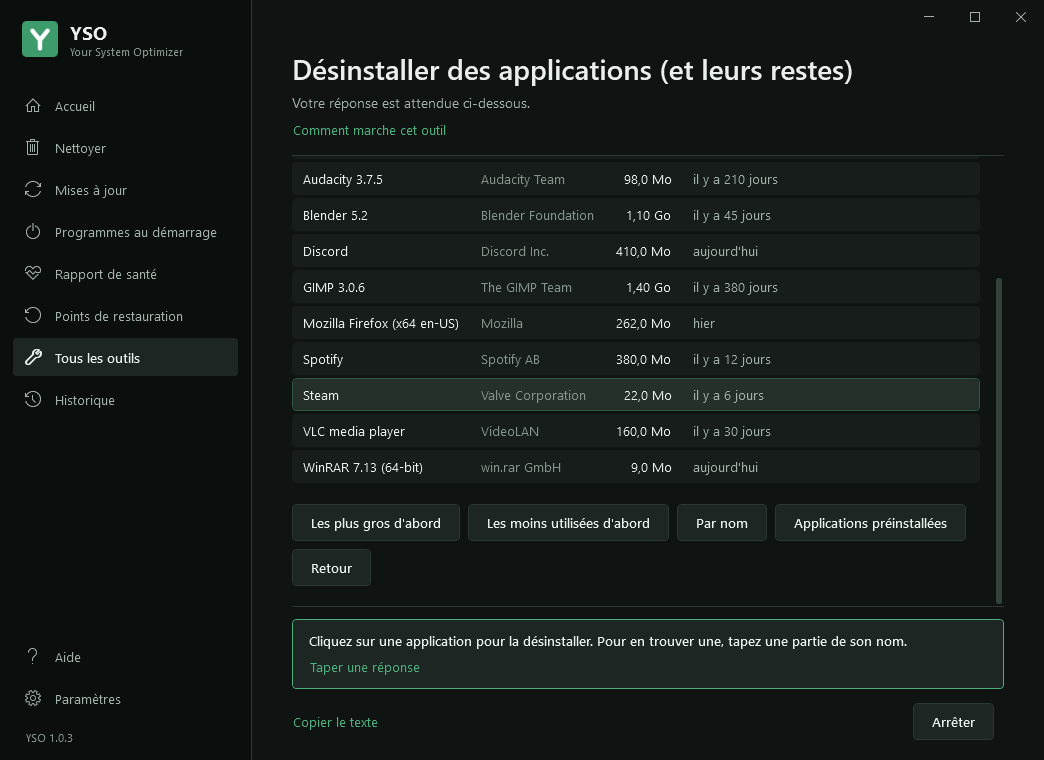 YSO
Your System Optimizer
Accueil
Nettoyer
Mises à jour
Programmes au démarrage
Rapport de santé
Points de restauration
Tous les outils
Historique
Aide
Paramètres
YSO 1.0.3
Désinstaller des applications (et leurs restes)
Votre réponse est attendue ci-dessous.
Comment marche cet outil
Audacity 3.7.5 Audacity Team 98,0 Mo il y a 210 jours
Blender 5.2 Blender Foundation 1,10 Go il y a 45 jours
Discord Discord Inc. 410,0 Mo aujourd'hui
GIMP 3.0.6 The GIMP Team 1,40 Go il y a 380 jours
Mozilla Firefox (x64 en-US) Mozilla 262,0 Mo hier
Spotify Spotify AB 380,0 Mo il y a 12 jours
Steam Valve Corporation 22,0 Mo il y a 6 jours
VLC media player VideoLAN 160,0 Mo il y a 30 jours
WinRAR 7.13 (64-bit) win.rar GmbH 9,0 Mo aujourd'hui
Les plus gros d'abord Les moins utilisées d'abord Par nom Applications préinstallées
Retour
Cliquez sur une application pour la désinstaller. Pour en trouver une, tapez une partie de son nom.
Taper une réponse
Copier le texte Arrêter